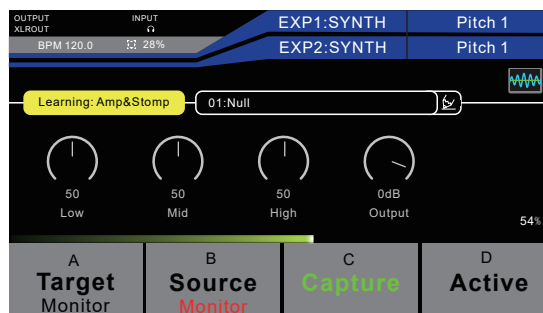 OUTPUT INPUT EXP1:SYNTH Pitch 1
XLROUT
BPM 120.0 28% EXP2:SYNTH Pitch 1
Learning: Amp&Stomp 01:Null
50 50 50 0dB
Low Mid High Output
54%
A B C D
Target Source Capture Active
Monitor Monitor